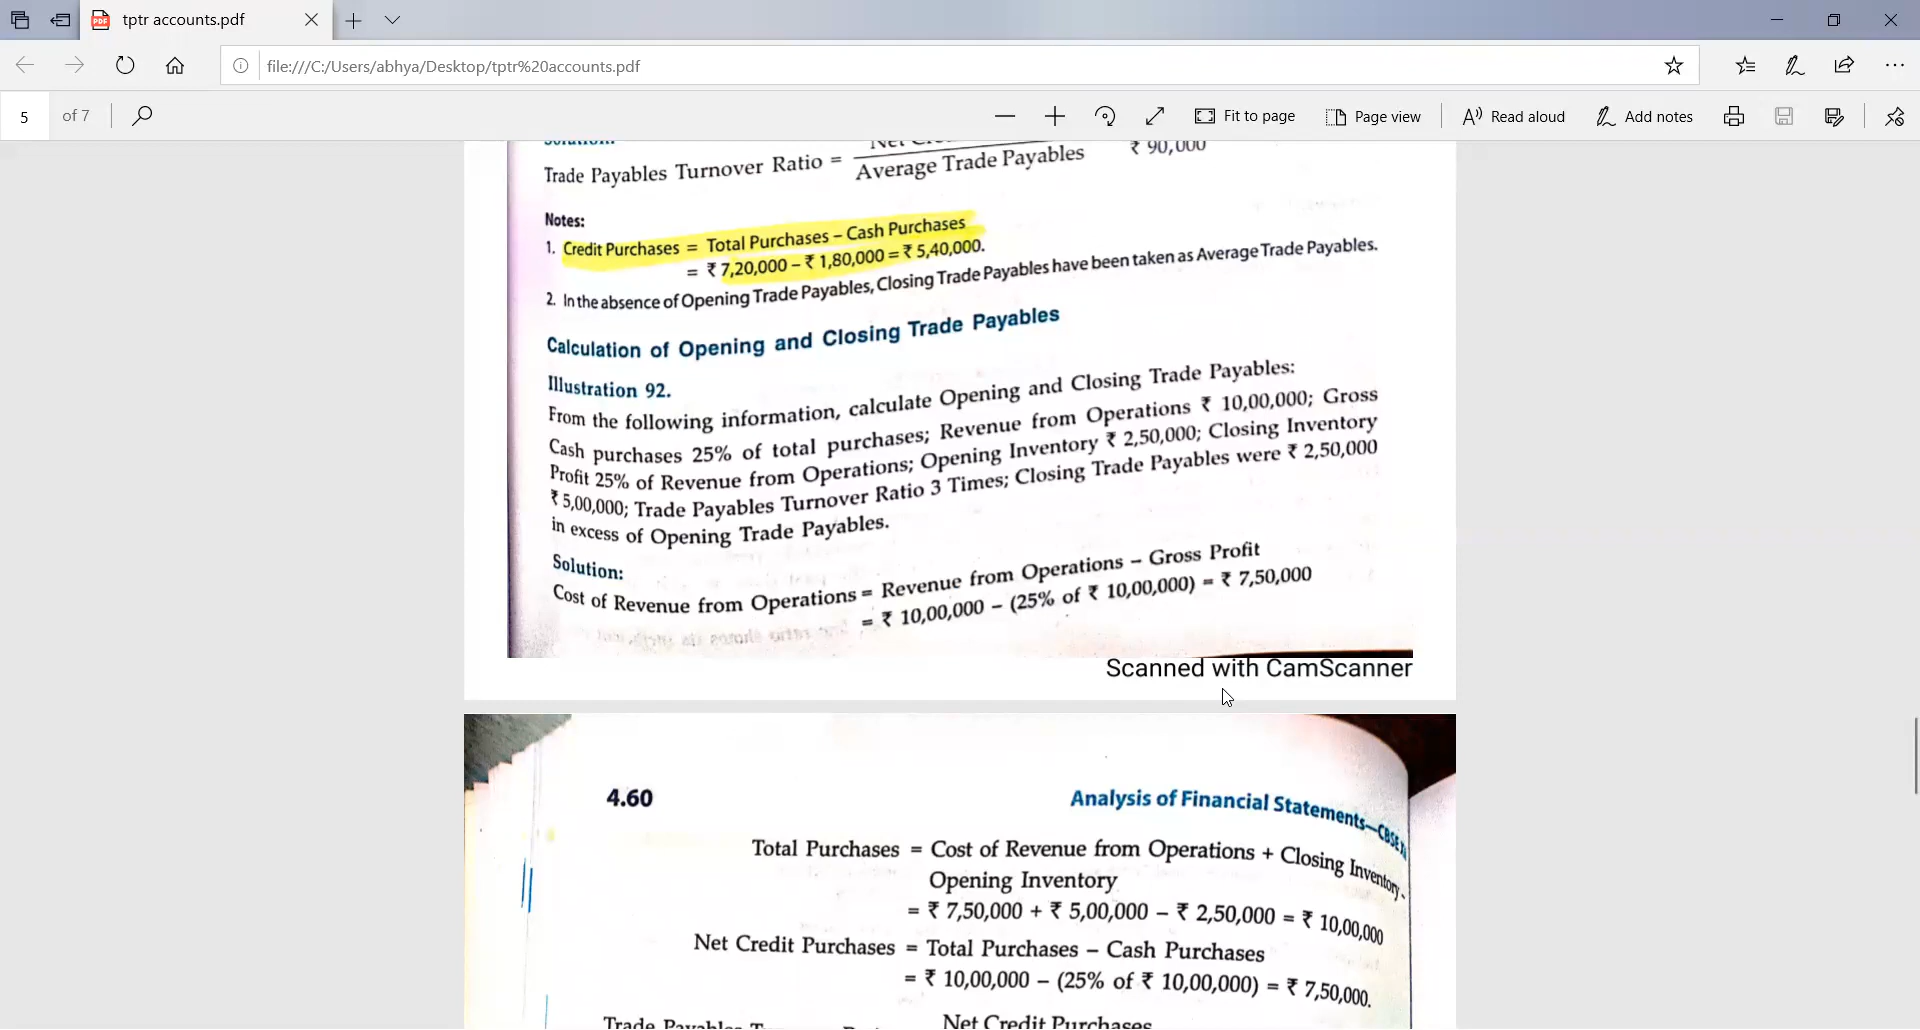 tptr accounts.pdf
file:///C:/Users/abhya/Desktop/tptr%20accounts.pdf
5 of 7 Fit to page Page view Read aloud Add notes
Solution:
Trade Payables Turnover Ratio = Average Trade Payables ₹ 90,000
Notes:
1. Credit Purchases = Total Purchases – Cash Purchases
= ₹ 7,20,000 – ₹ 1,80,000 = ₹ 5,40,000.
2. In the absence of Opening Trade Payables, Closing Trade Payables have been taken as Average Trade Payables.
Calculation of Opening and Closing Trade Payables
Illustration 92.
From the following information, calculate Opening and Closing Trade Payables:
Cash purchases 25% of total purchases; Revenue from Operations ₹ 10,00,000; Gross
Profit 25% of Revenue from Operations; Opening Inventory ₹ 2,50,000; Closing Inventory
₹ 5,00,000; Trade Payables Turnover Ratio 3 Times; Closing Trade Payables were ₹ 2,50,000
in excess of Opening Trade Payables.
Solution:
Cost of Revenue from Operations = Revenue from Operations – Gross Profit
= ₹ 10,00,000 – (25% of ₹ 10,00,000) = ₹ 7,50,000
Scanned with CamScanner
4.60 Analysis of Financial Statements—CBSE
Total Purchases = Cost of Revenue from Operations + Closing Inventory -
Opening Inventory
= ₹ 7,50,000 + ₹ 5,00,000 – ₹ 2,50,000 = ₹ 10,00,000
Net Credit Purchases = Total Purchases – Cash Purchases
= ₹ 10,00,000 – (25% of ₹ 10,00,000) = ₹ 7,50,000.
Net Credit Purchases
Trade Payables